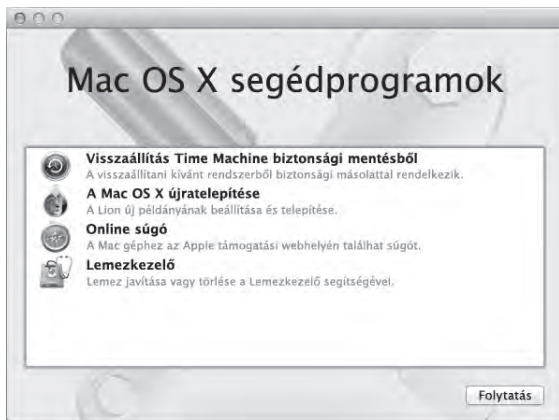 Mac OS X segédprogramok
Visszaállítás Time Machine biztonsági mentésből
A visszaállítani kívánt rendszerből biztonsági másolattal rendelkezik.
A Mac OS X újratelepítése
A Lion új példányának beállítása és telepítése.
Online súgó
A Mac géphez az Apple támogatási webhelyén találhat súgót.
Lemezkezelő
Lemez javítása vagy törlése a Lemezkezelő segítségével.
Folytatás